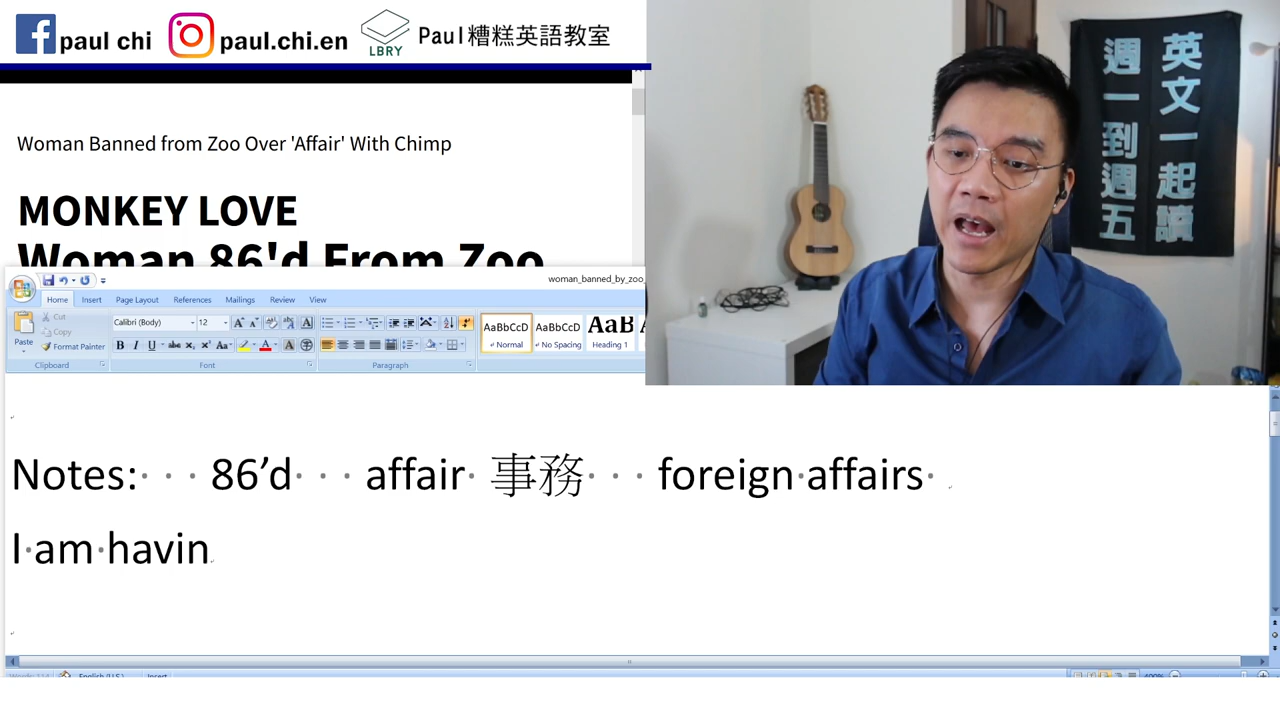 paul chi
paul.chi.en
LBRY
Paul糟糕英語教室
Woman Banned from Zoo Over 'Affair' With Chimp
MONKEY LOVE
Woman 86'd From Zoo
英文一起讀
週一到週五
woman_banned_by_zoo
Home Insert Page Layout References Mailings Review View
Cut
Copy
Format Painter
Paste
Calibri (Body) 12
AaBbCcD AaBbCcD AaB
Normal No Spacing Heading 1
Clipboard Font Paragraph
Notes: 86’d affair 事務 foreign affairs
I am havin
English (U.S.) Insert 400%